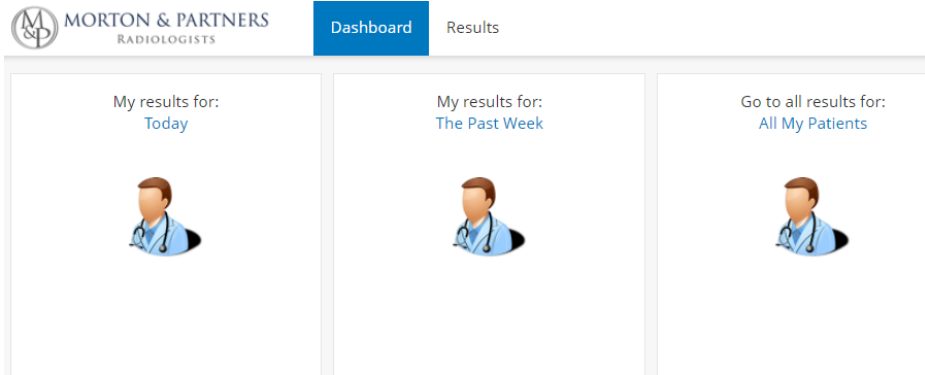 M&P
MORTON & PARTNERS
RADIOLOGISTS
Dashboard
Results
My results for:
Today
My results for:
The Past Week
Go to all results for:
All My Patients